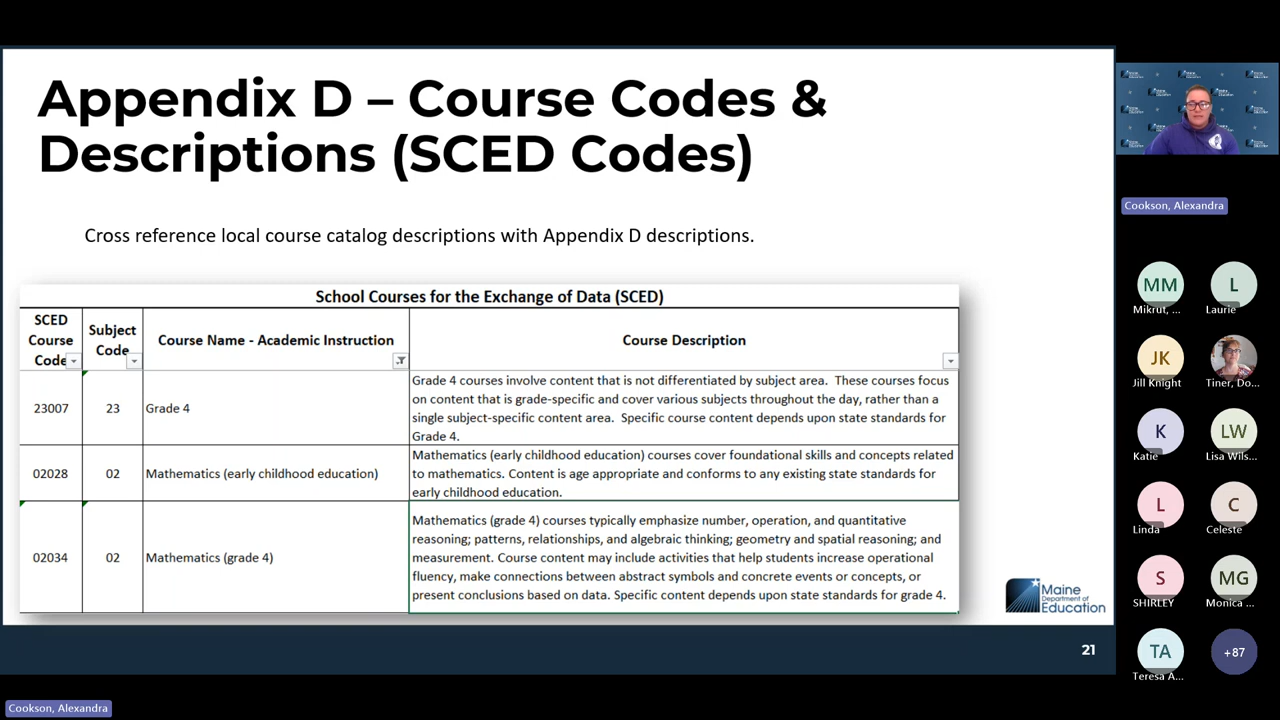 Appendix D – Course Codes &
Descriptions (SCED Codes)
Cross reference local course catalog descriptions with Appendix D descriptions.
School Courses for the Exchange of Data (SCED)
SCED
Course
Code
Subject
Code
Course Name - Academic Instruction
Course Description
23007
23
Grade 4
Grade 4 courses involve content that is not differentiated by subject area.  These courses focus
on content that is grade-specific and cover various subjects throughout the day, rather than a
single subject-specific content area.  Specific course content depends upon state standards for
Grade 4.
02028
02
Mathematics (early childhood education)
Mathematics (early childhood education) courses cover foundational skills and concepts related
to mathematics. Content is age appropriate and conforms to any existing state standards for
early childhood education.
02034
02
Mathematics (grade 4)
Mathematics (grade 4) courses typically emphasize number, operation, and quantitative
reasoning; patterns, relationships, and algebraic thinking; geometry and spatial reasoning; and
measurement. Course content may include activities that help students increase operational
fluency, make connections between abstract symbols and concrete events or concepts, or
present conclusions based on data. Specific content depends upon state standards for grade 4.
Maine
Department of
Education
21
Cookson, Alexandra
Cookson, Alexandra
MM
Mikrut, ...
L
Laurie
JK
Jill Knight
Tiner, Do...
K
Katie
LW
Lisa Wils...
L
Linda
C
Celeste
S
SHIRLEY
MG
Monica ...
TA
Teresa A...
+87